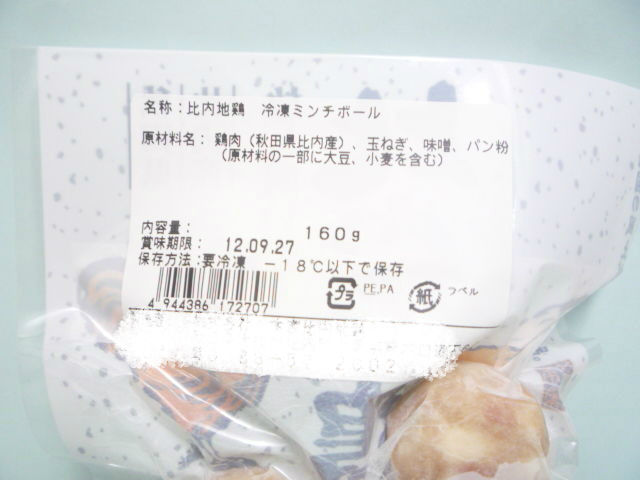 名称:比内地鶏 冷凍ミンチボール
原材料名: 鶏肉(秋田県比内産)、玉ねぎ、味噌、パン粉
(原材料の一部に大豆、小麦を含む)
内容量: 160g
賞味期限: 12.09.27
保存方法:要冷凍 -18℃以下で保存
4 944386 172707
プラ PE,PA 紙 ラベル